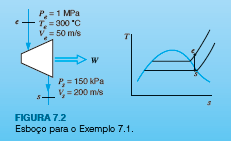 Pₑ = 1 MPa
e
Tₑ = 300 °C
Vₑ = 50 m/s
W
Pₛ = 150 kPa
s
Vₛ = 200 m/s
T
e
s
s
FIGURA 7.2
Esboço para o Exemplo 7.1.